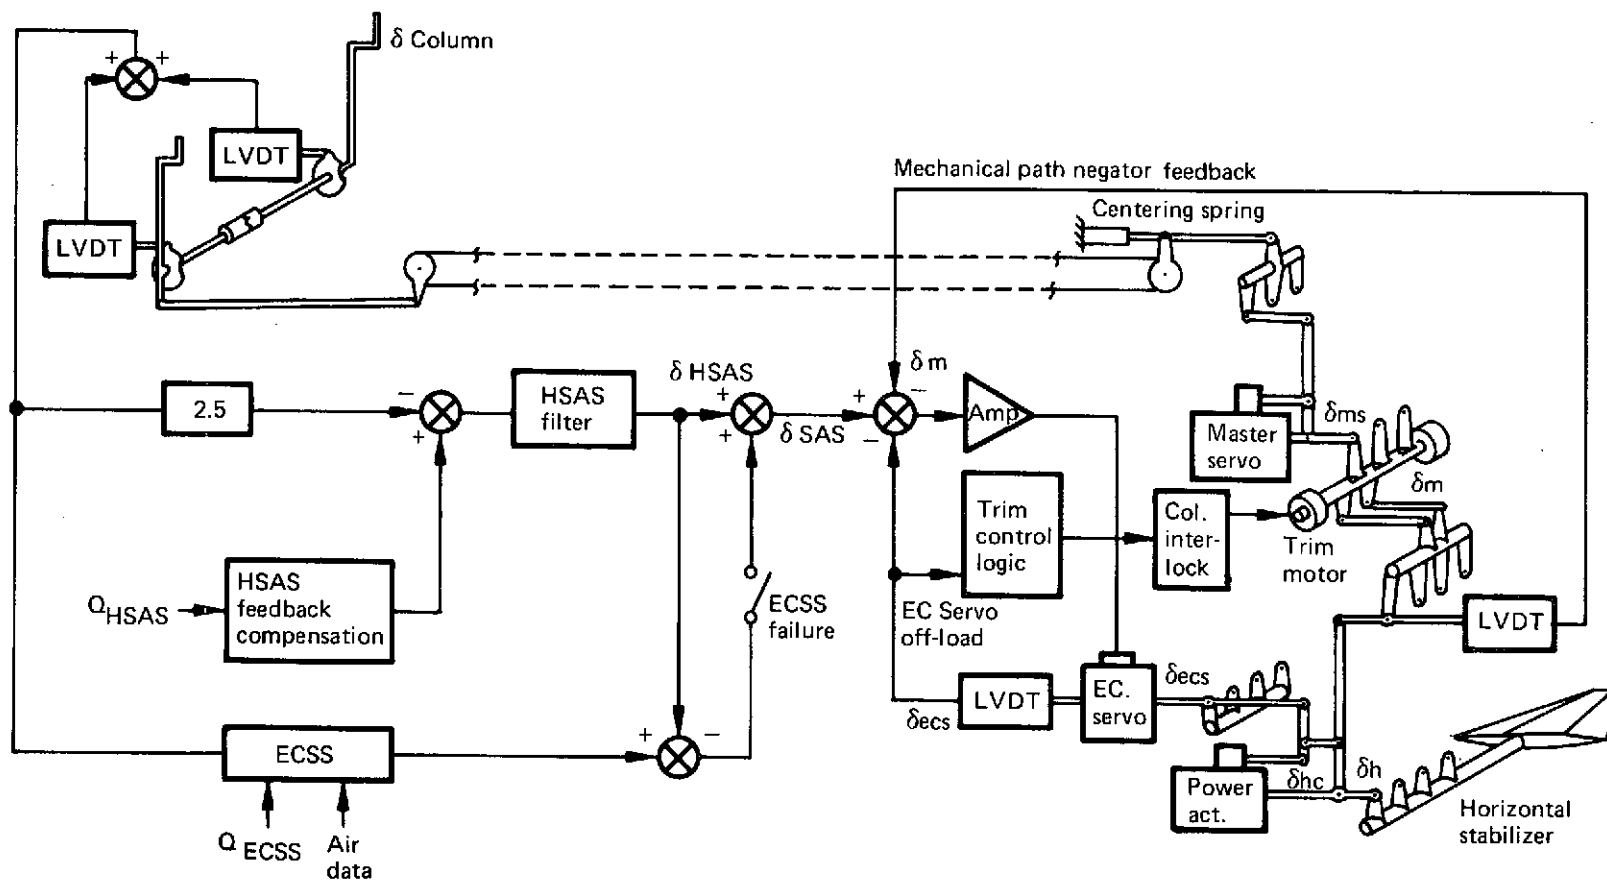 δ Column
+
+
LVDT
LVDT
Mechanical path negator feedback
Centering spring
2.5
−
+
HSAS
filter
δ HSAS
+
+
δ SAS
δ m
+
−
−
Amp
Master
servo
δms
δm
Trim
control
logic
Col.
inter-
lock
Trim
motor
Q HSAS
HSAS
feedback
compensation
ECSS
failure
EC Servo
off-load
LVDT
δecs
LVDT
EC.
servo
δecs
ECSS
+
−
Q ECSS
Air
data
Power
act.
δhc
δh
Horizontal
stabilizer